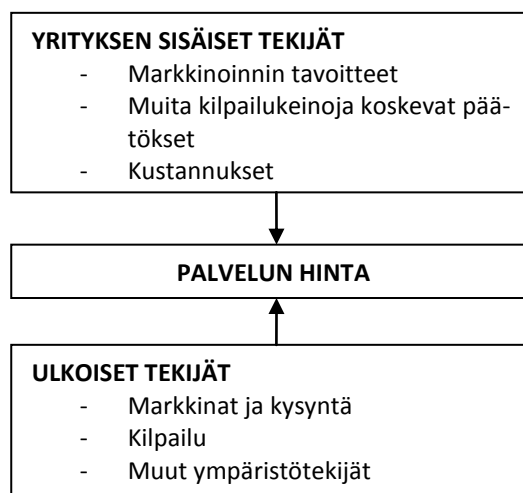 YRITYKSEN SISÄISET TEKIJÄT
- Markkinoinnin tavoitteet
- Muita kilpailukeinoja koskevat pää-
tökset
- Kustannukset
PALVELUN HINTA
ULKOISET TEKIJÄT
- Markkinat ja kysyntä
- Kilpailu
- Muut ympäristötekijät